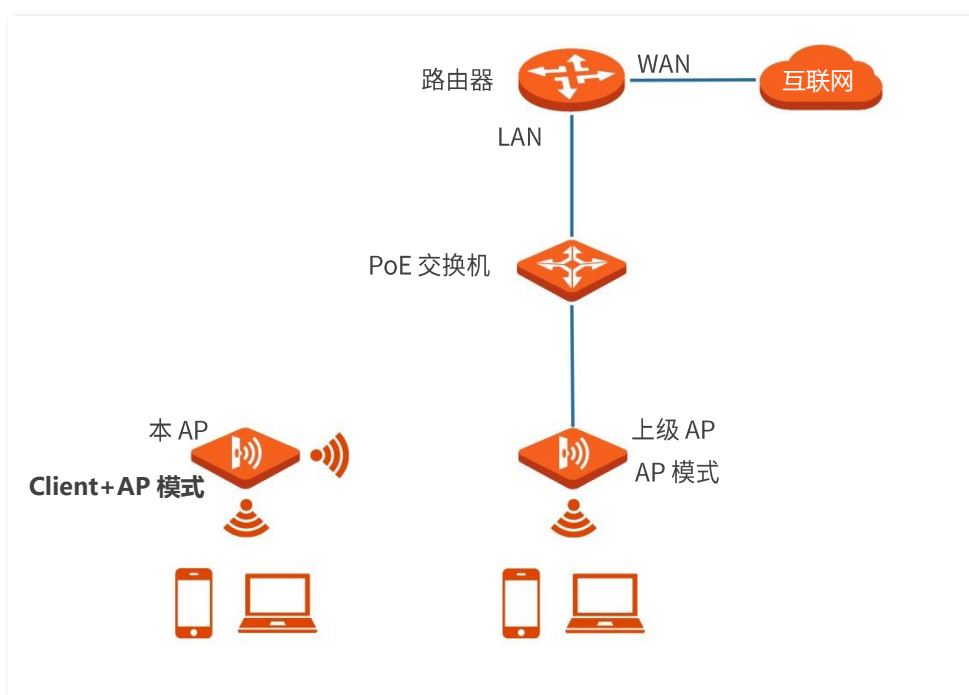 路由器
WAN
互联网
LAN
PoE 交换机
本 AP
Client+AP 模式
上级 AP
AP 模式